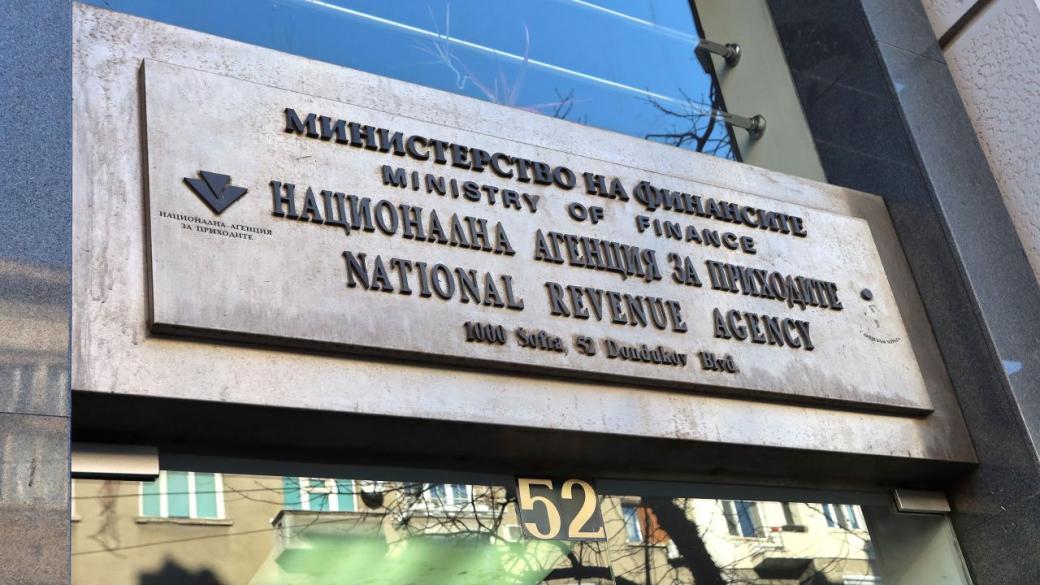 МИНИСТЕРСТВО НА ФИНАНСИТЕ
MINISTRY OF FINANCE
НАЦИОНАЛНА АГЕНЦИЯ ЗА ПРИХОДИТЕ
NATIONAL REVENUE AGENCY
1000 Sofia, 52 Dondukov Blvd.
НАЦИОНАЛНА АГЕНЦИЯ
ЗА ПРИХОДИТЕ
52